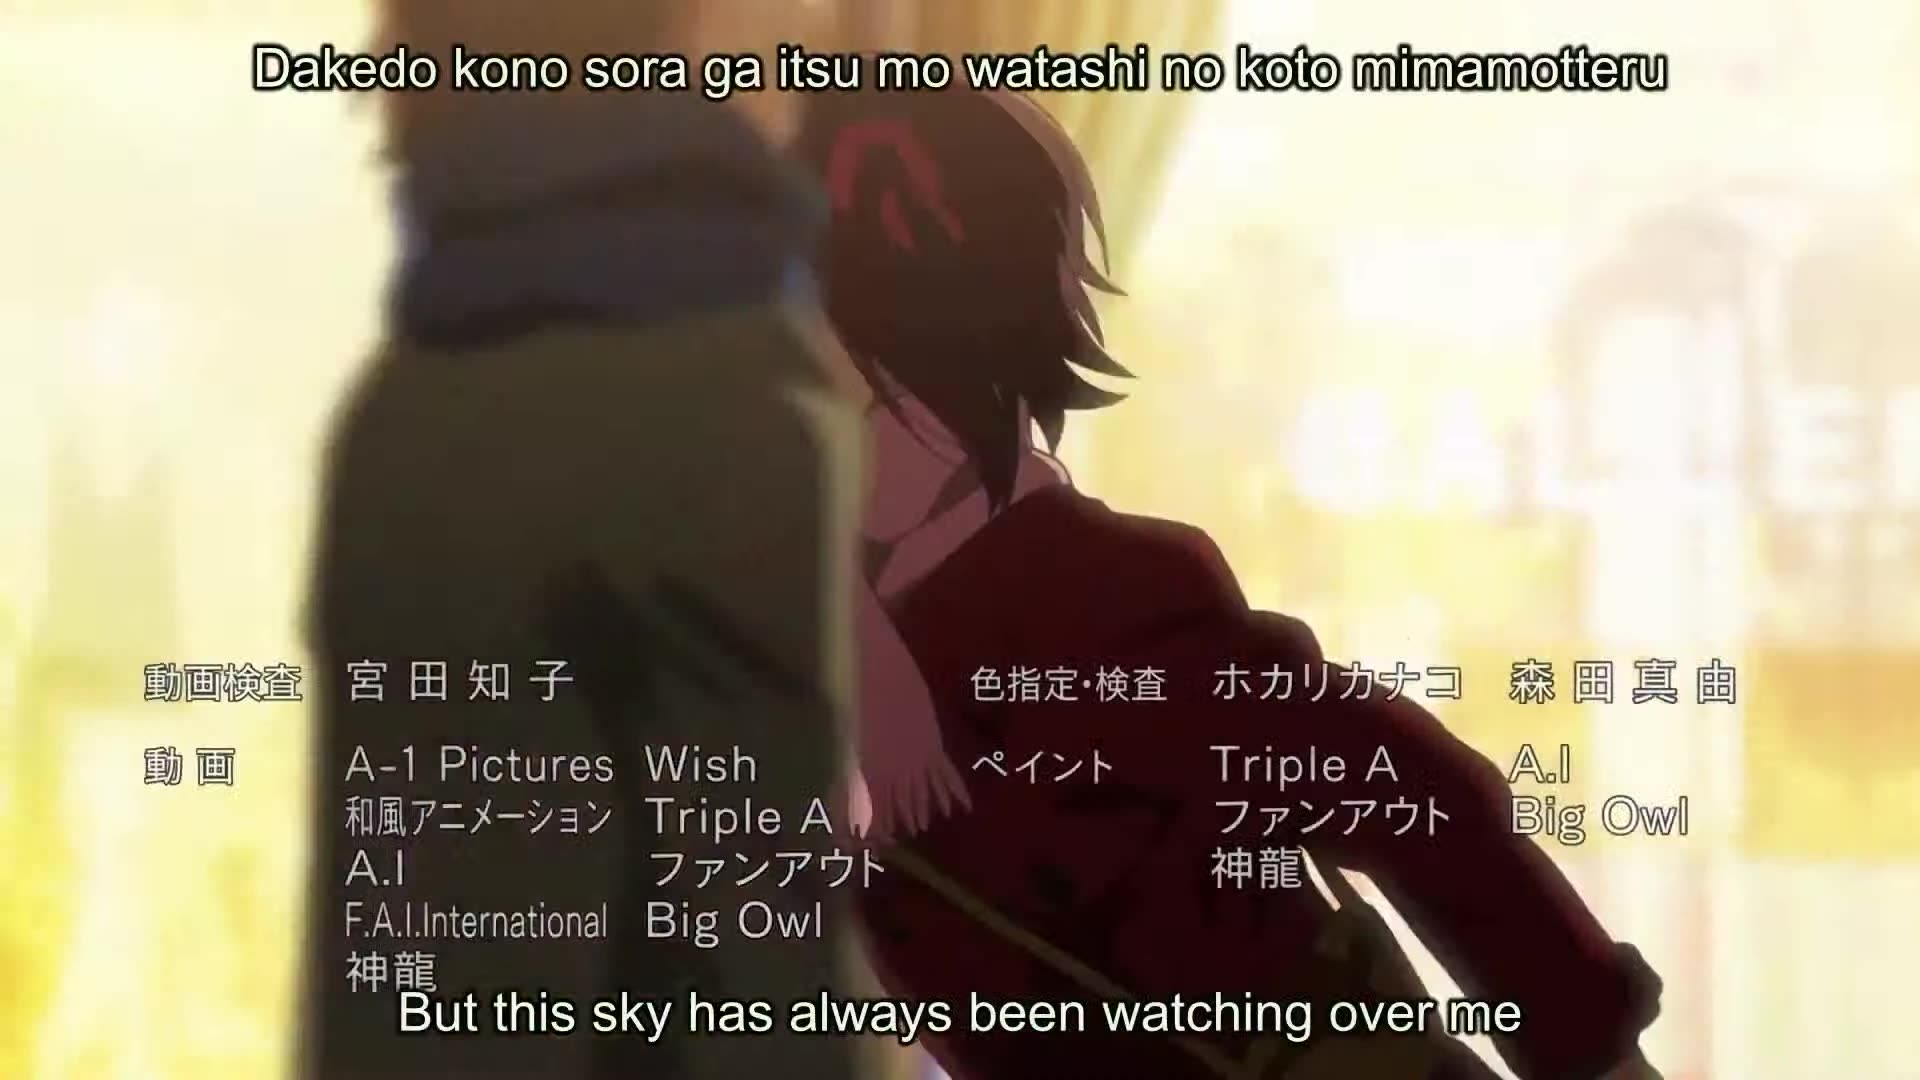 Dakedo kono sora ga itsu mo watashi no koto mimamotteru
動画検査 宮田知子
色指定・検査 ホカリカナコ 森田真由
動画 A-1 Pictures Wish
和風アニメーション Triple A
A.I ファンアウト
F.A.I.International Big Owl
神龍
ペイント Triple A A.I
ファンアウト Big Owl
神龍
But this sky has always been watching over me